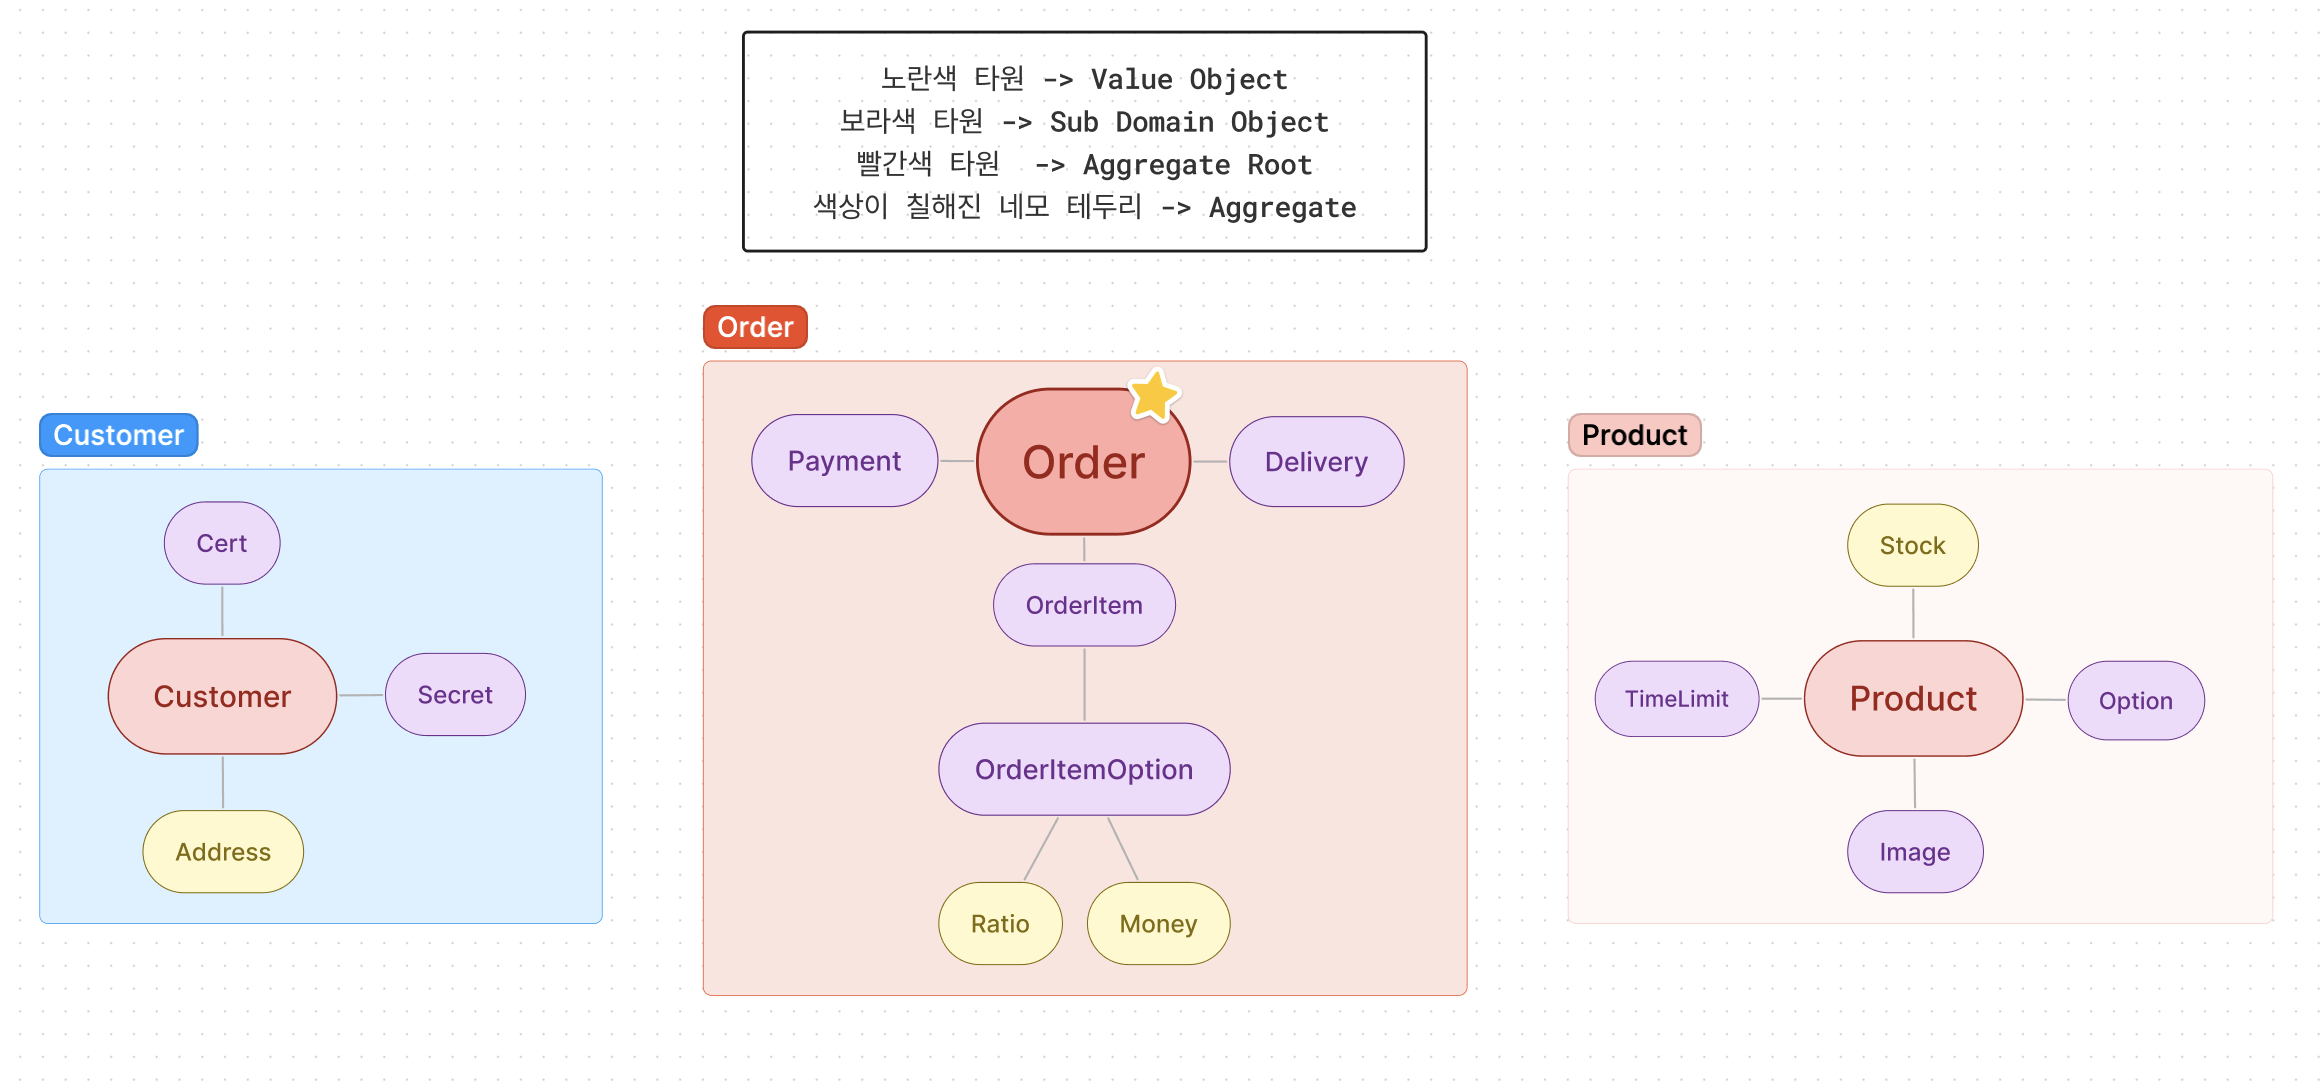 노란색 타원 -> Value Object
보라색 타원 -> Sub Domain Object
빨간색 타원  -> Aggregate Root
색상이 칠해진 네모 테두리 -> Aggregate
Customer
Cert
Customer
Secret
Address
Order
Payment
Order
Delivery
OrderItem
OrderItemOption
Ratio
Money
Product
Stock
TimeLimit
Product
Option
Image